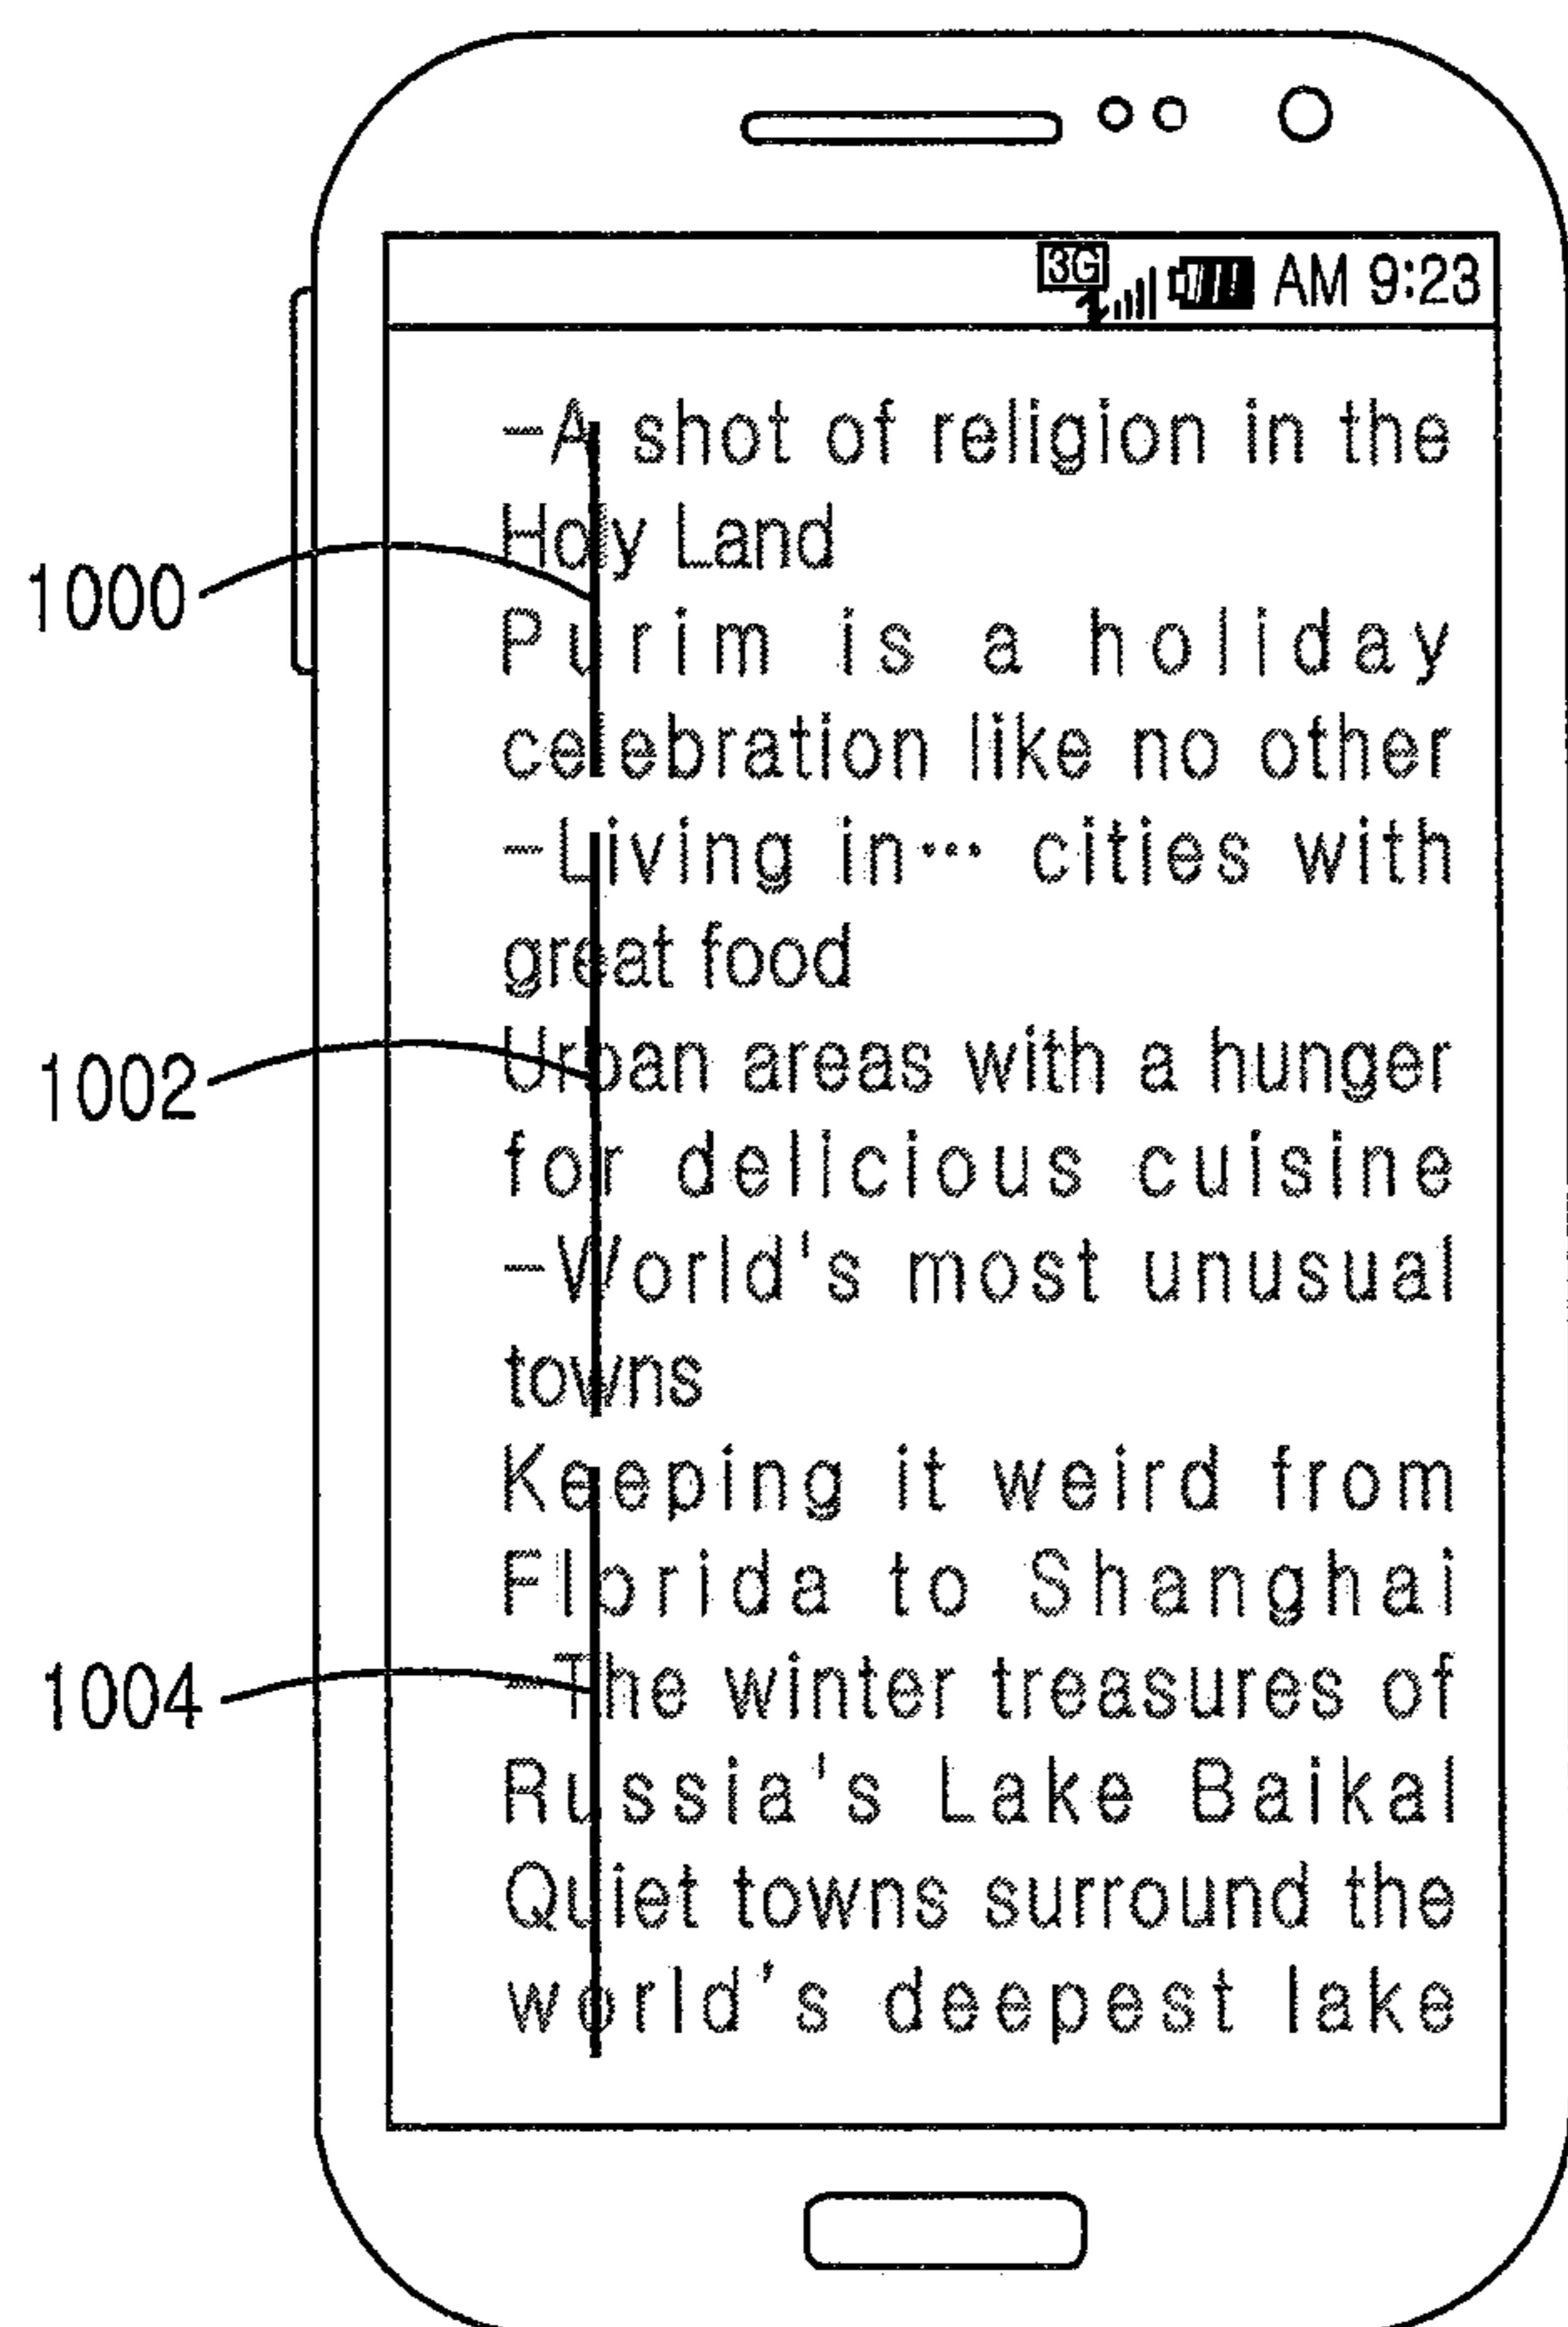 3G AM 9:23
-A shot of religion in the
Holy Land
1000
Purim is a holiday
celebration like no other
-Living in… cities with
great food
Urban areas with a hunger
1002
for delicious cuisine
-World's most unusual
towns
Keeping it weird from
Florida to Shanghai
-The winter treasures of
1004
Russia's Lake Baikal
Quiet towns surround the
world's deepest lake